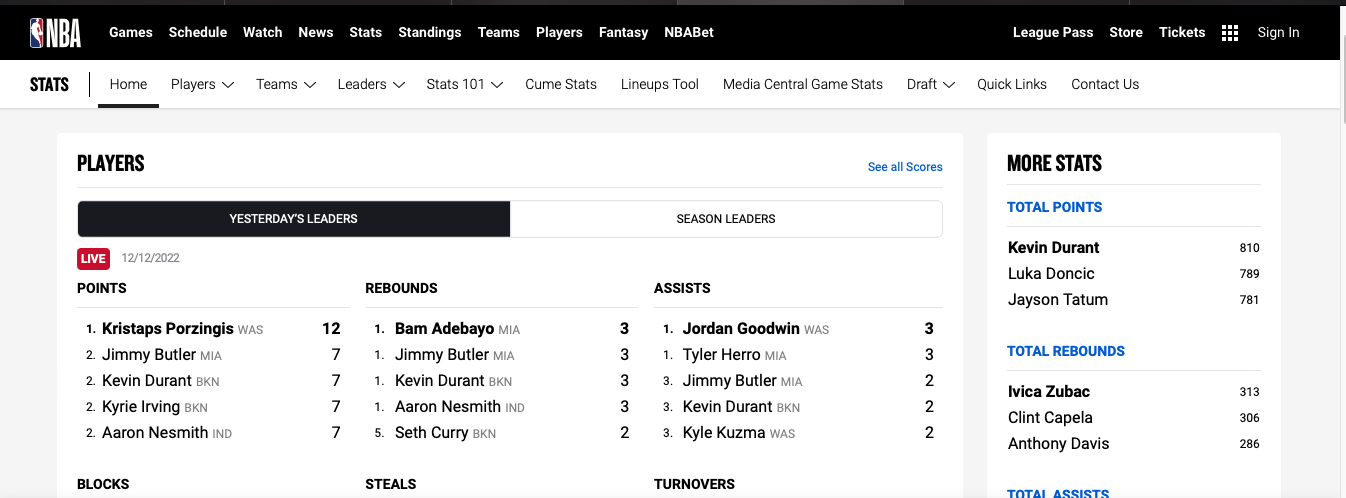 NBA Games Schedule Watch News Stats Standings Teams Players Fantasy NBABet League Pass Store Tickets Sign In
STATS Home Players Teams Leaders Stats 101 Cume Stats Lineups Tool Media Central Game Stats Draft Quick Links Contact Us
PLAYERS
See all Scores
YESTERDAY'S LEADERS SEASON LEADERS
LIVE 12/12/2022
POINTS
1. Kristaps Porzingis WAS 12
2. Jimmy Butler MIA 7
2. Kevin Durant BKN 7
2. Kyrie Irving BKN 7
2. Aaron Nesmith IND 7
REBOUNDS
1. Bam Adebayo MIA 3
1. Jimmy Butler MIA 3
1. Kevin Durant BKN 3
1. Aaron Nesmith IND 3
5. Seth Curry BKN 2
ASSISTS
1. Jordan Goodwin WAS 3
1. Tyler Herro MIA 3
3. Jimmy Butler MIA 2
3. Kevin Durant BKN 2
3. Kyle Kuzma WAS 2
BLOCKS
STEALS
TURNOVERS
MORE STATS
TOTAL POINTS
Kevin Durant 810
Luka Doncic 789
Jayson Tatum 781
TOTAL REBOUNDS
Ivica Zubac 313
Clint Capela 306
Anthony Davis 286
TOTAL ASSISTS